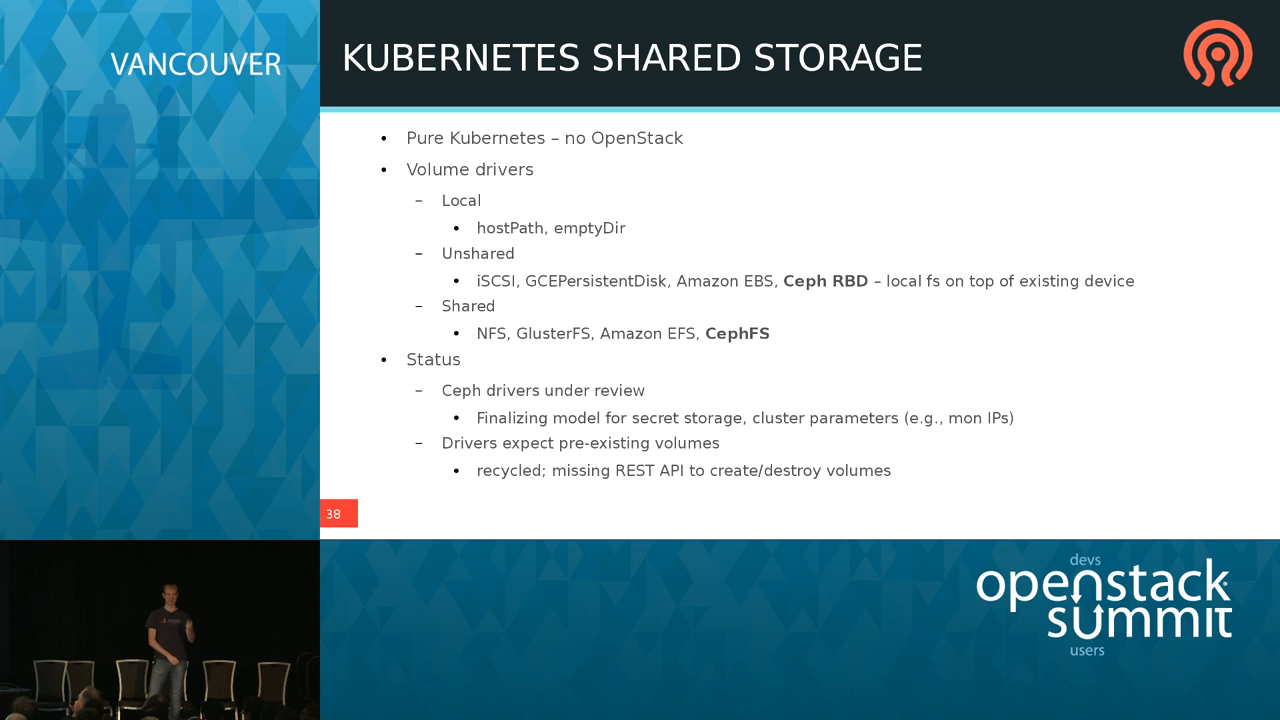 VANCOUVER
KUBERNETES SHARED STORAGE
• Pure Kubernetes – no OpenStack
• Volume drivers
– Local
• hostPath, emptyDir
– Unshared
• iSCSI, GCEPersistentDisk, Amazon EBS, Ceph RBD – local fs on top of existing device
– Shared
• NFS, GlusterFS, Amazon EFS, CephFS
• Status
– Ceph drivers under review
• Finalizing model for secret storage, cluster parameters (e.g., mon IPs)
– Drivers expect pre-existing volumes
• recycled; missing REST API to create/destroy volumes
38
devs
openstack
summit
users